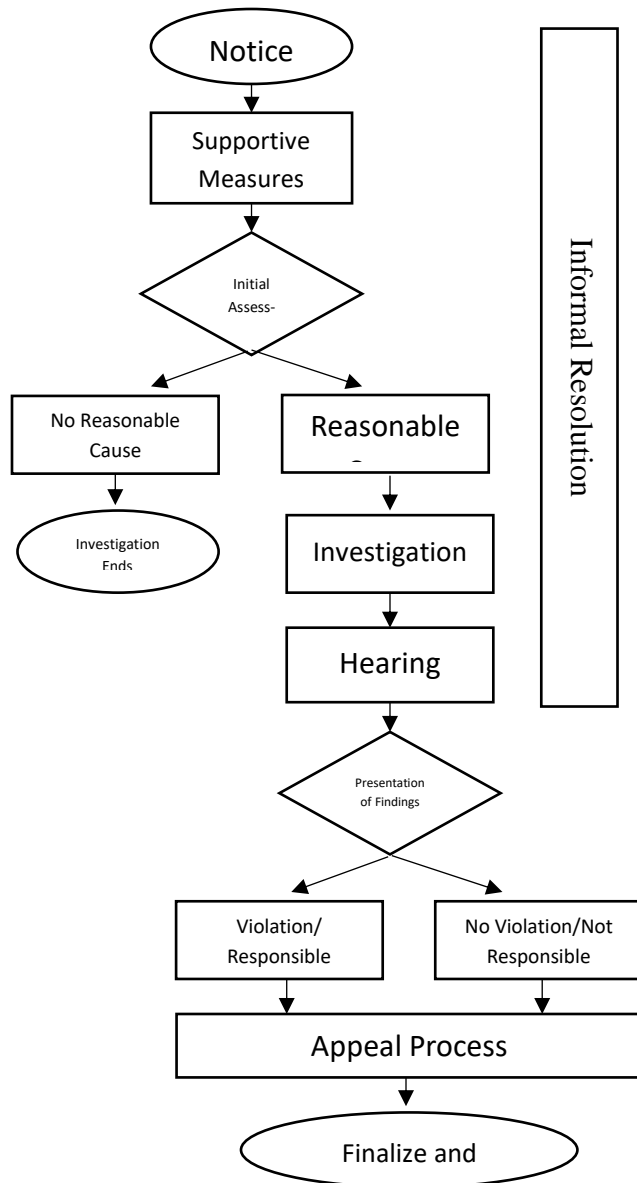 Notice
Supportive
Measures
Initial
Assess-
No Reasonable
Cause
Reasonable
Investigation
Ends
Investigation
Hearing
Informal Resolution
Presentation
of Findings
Violation/
Responsible
No Violation/Not
Responsible
Appeal Process
Finalize and